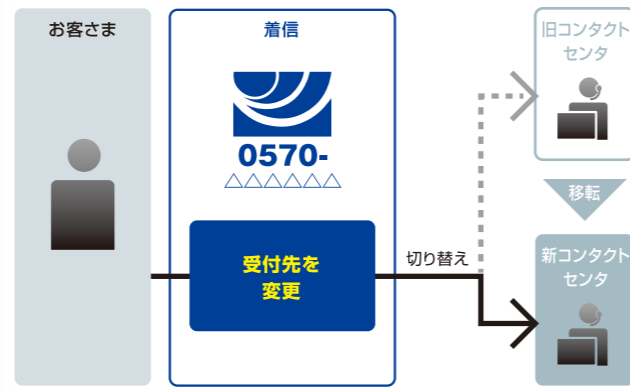 お客さま
着信
0570-
△△△△△△
受付先を
変更
切り替え
旧コンタクト
センタ
移転
新コンタクト
センタ